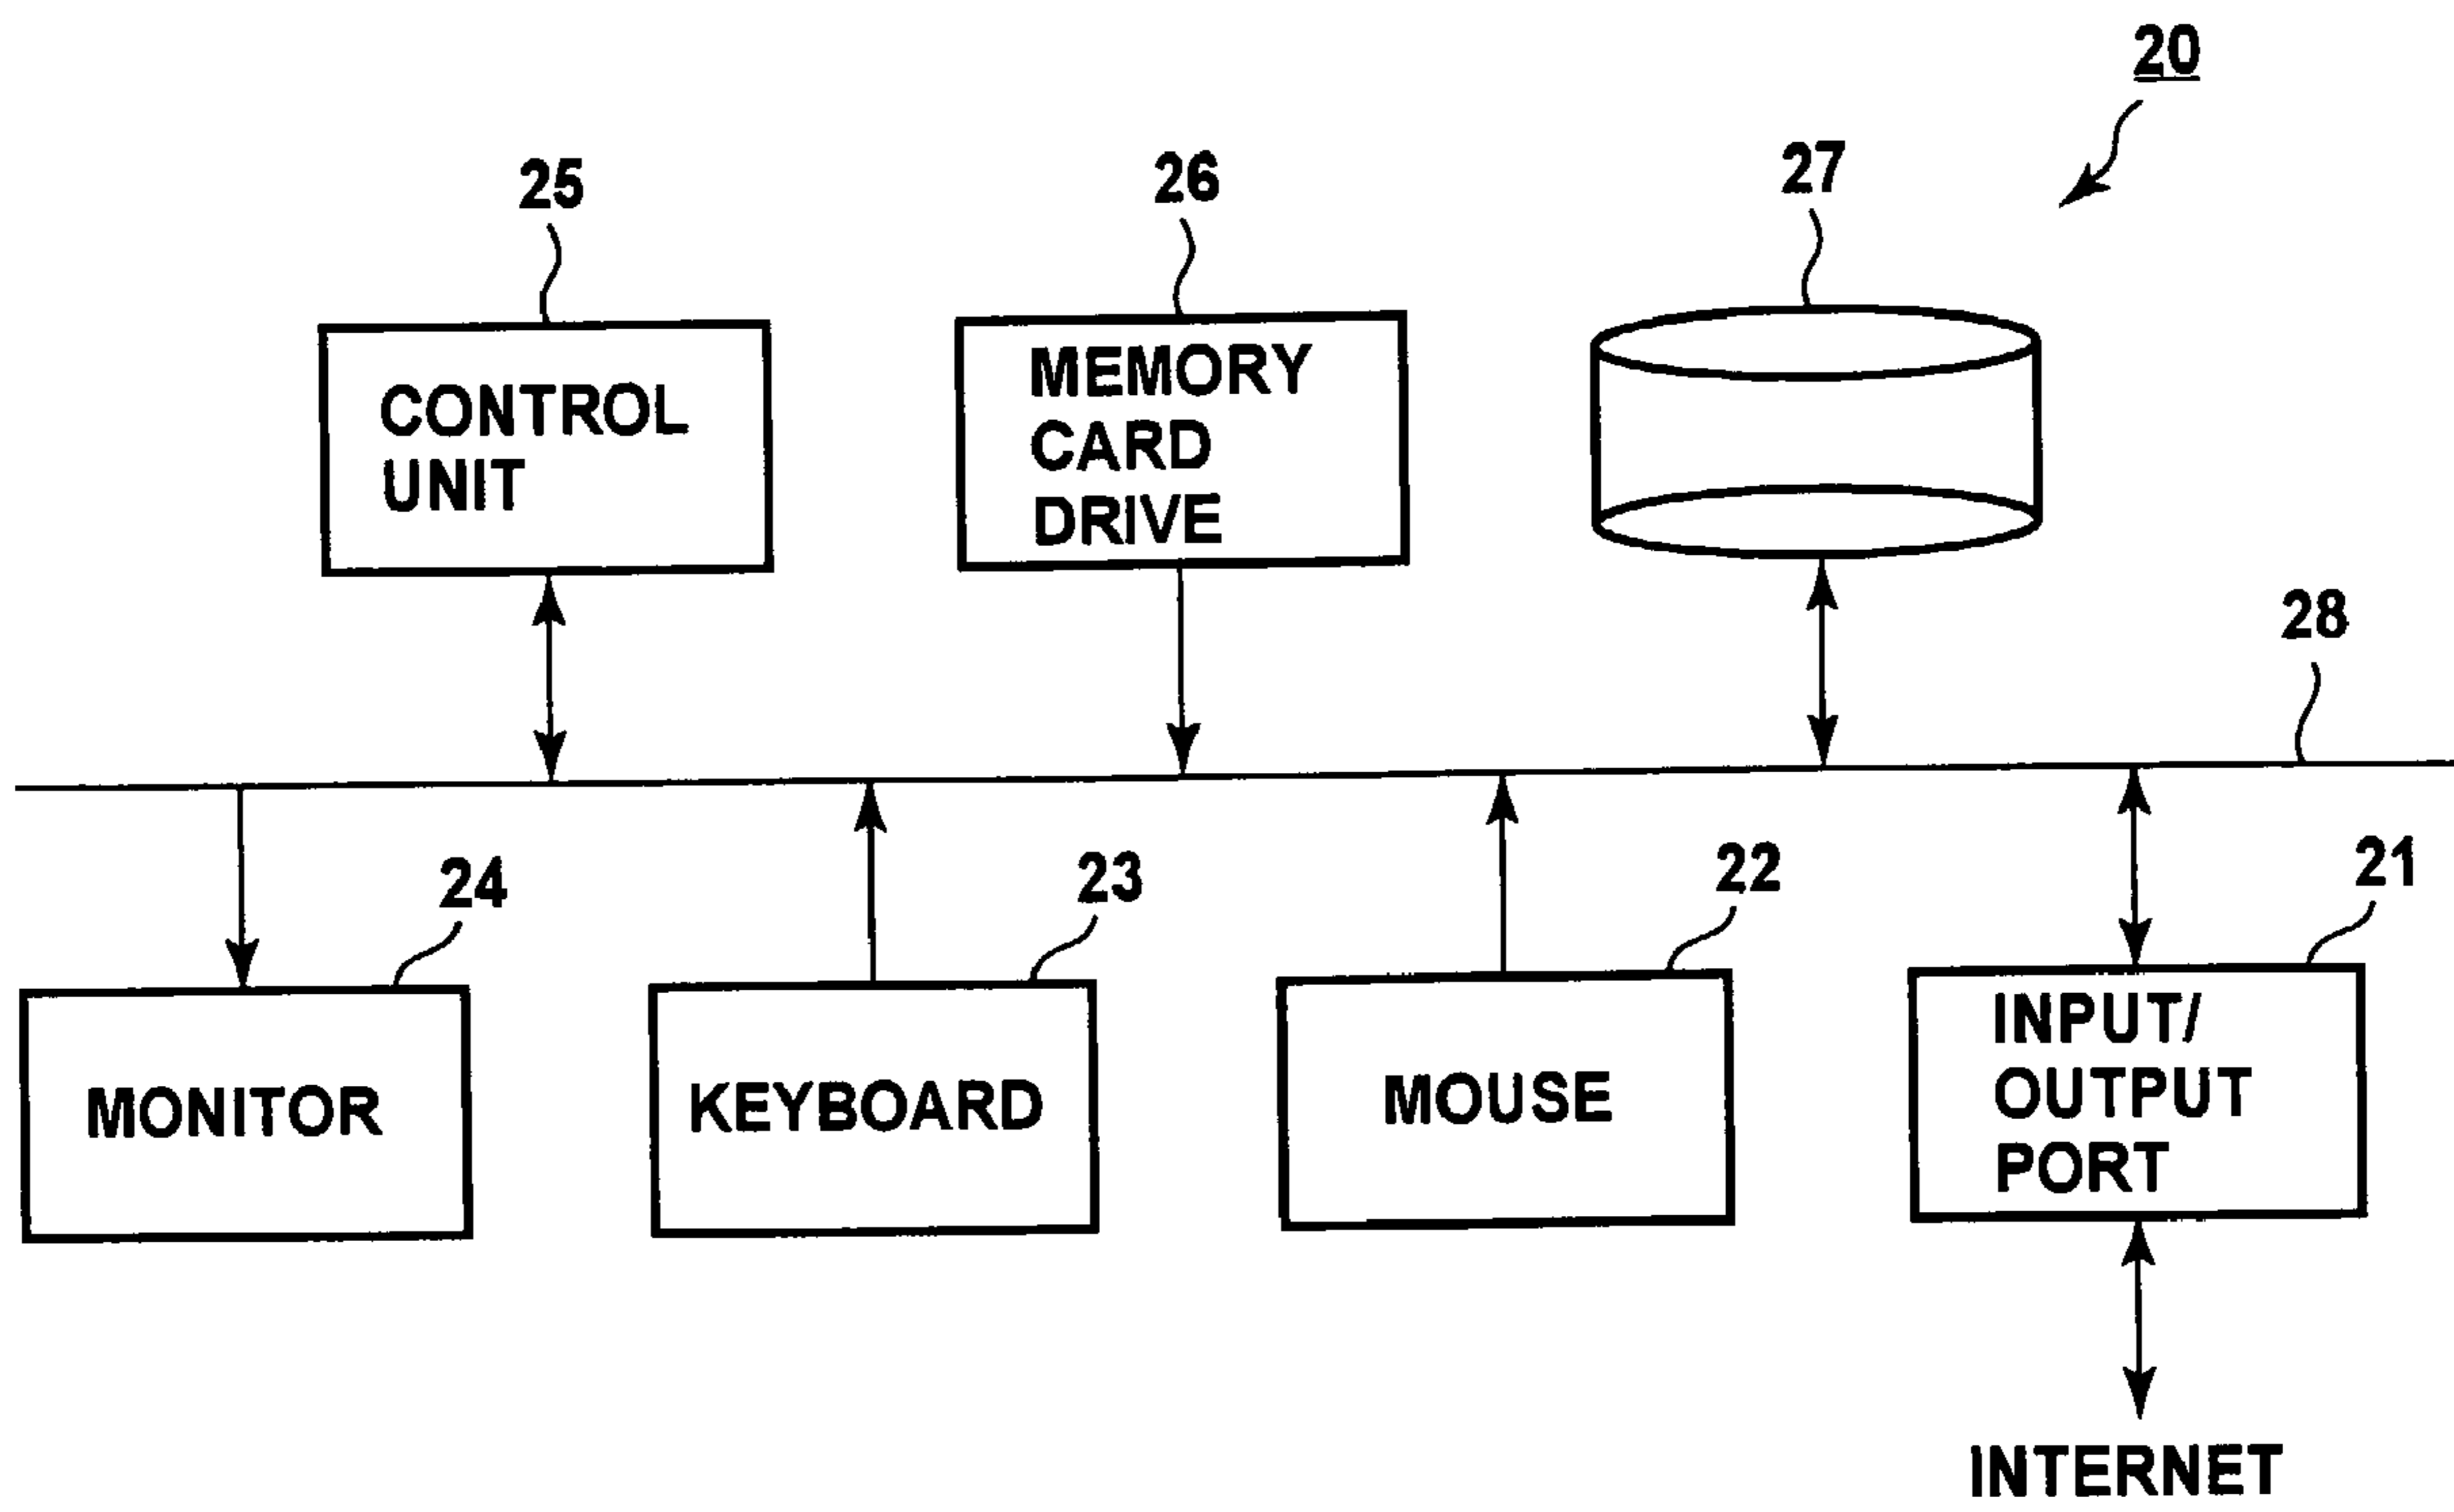 20
25
26
27
CONTROL
UNIT
MEMORY
CARD
DRIVE
28
24
23
22
21
MONITOR
KEYBOARD
MOUSE
INPUT/
OUTPUT
PORT
INTERNET